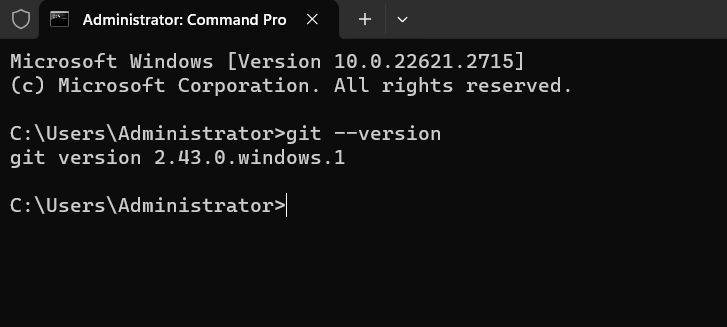 Administrator: Command Pro
Microsoft Windows [Version 10.0.22621.2715]
(c) Microsoft Corporation. All rights reserved.
C:\Users\Administrator>git --version
git version 2.43.0.windows.1
C:\Users\Administrator>